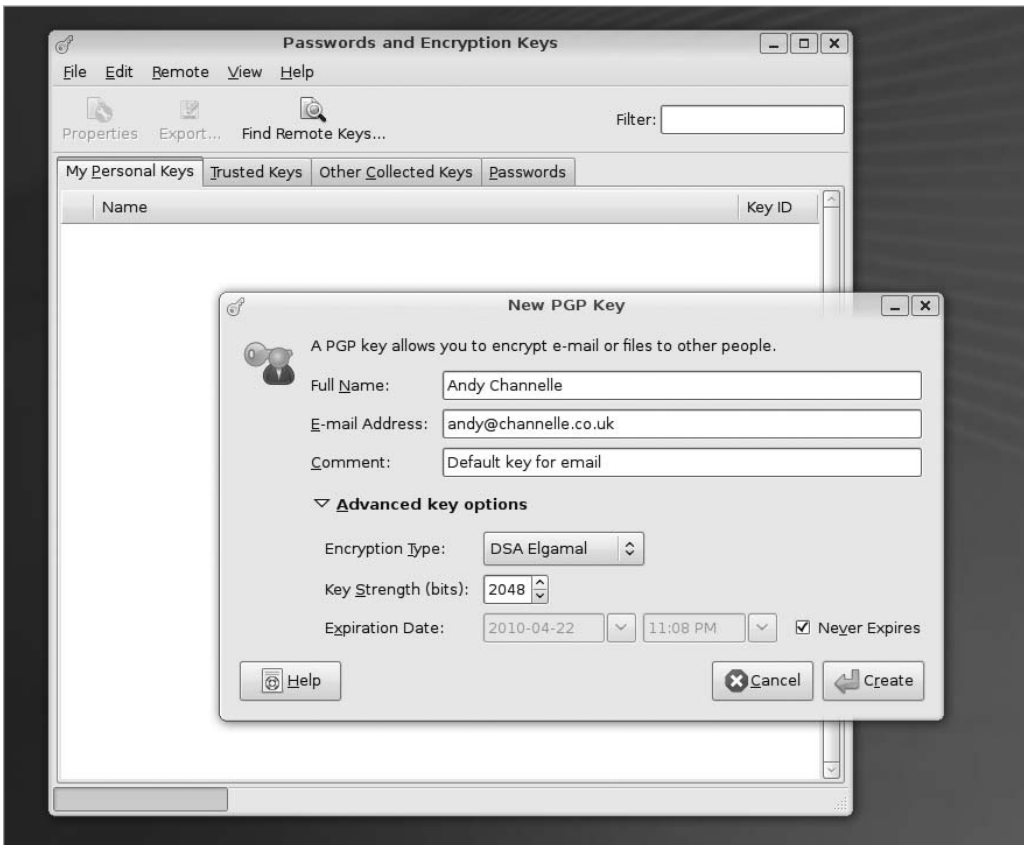 Passwords and Encryption Keys
File Edit Remote View Help
Properties Export... Find Remote Keys... Filter:
My Personal Keys Trusted Keys Other Collected Keys Passwords
Name Key ID
New PGP Key
A PGP key allows you to encrypt e-mail or files to other people.
Full Name: Andy Channelle
E-mail Address: andy@channelle.co.uk
Comment: Default key for email
Advanced key options
Encryption Type: DSA Elgamal
Key Strength (bits): 2048
Expiration Date: 2010-04-22 11:08 PM Never Expires
Help Cancel Create